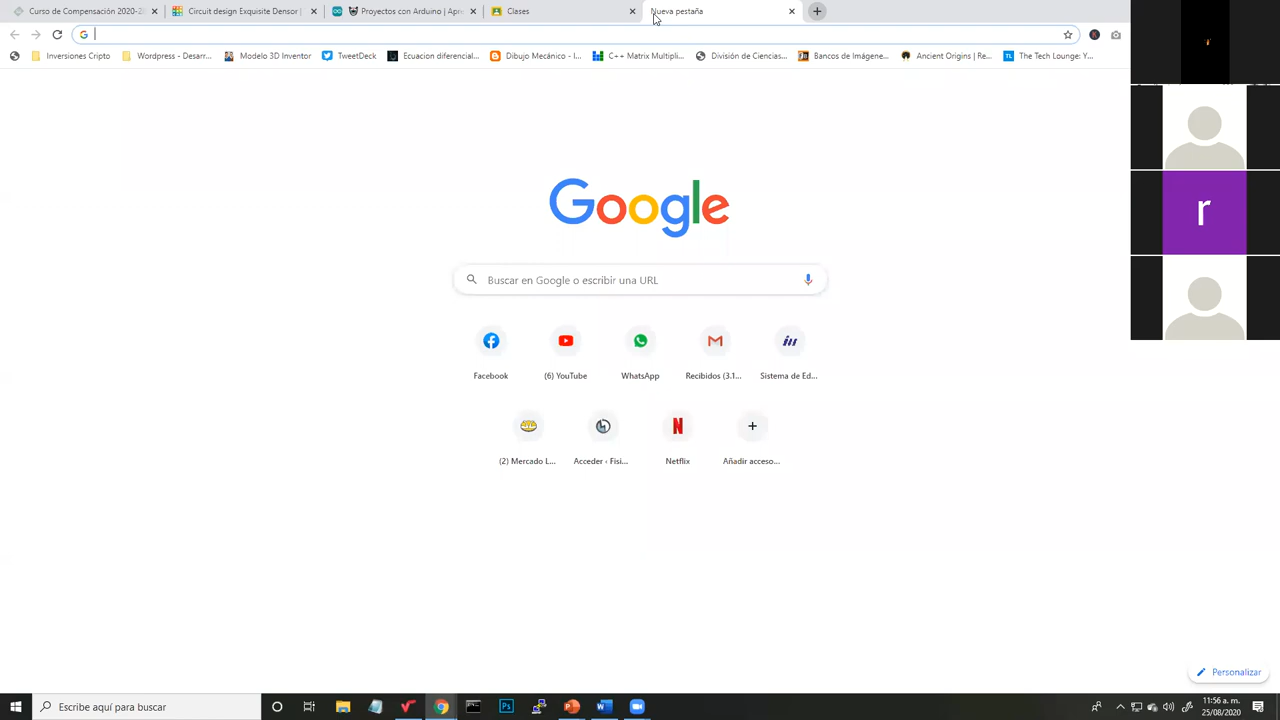 Curso de Compensación 2020-2
Circuit design Exquisite Densor |
Proyectos con Arduino | Apr
Clases
Nueva pestaña
Inversiones Cripto
Wordpress - Desarr...
Modelo 3D Inventor
TweetDeck
Ecuacion diferencial...
Dibujo Mecánico - I...
C++ Matrix Multipli...
División de Ciencias...
Bancos de Imágene...
Ancient Origins | Re...
The Tech Lounge: Y...
Google
Buscar en Google o escribir una URL
Facebook
(6) YouTube
WhatsApp
Recibidos (3.1...
Sistema de Ed...
(2) Mercado L...
Acceder ‹ Físi...
Netflix
Añadir acceso...
r
Personalizar
Escribe aquí para buscar
11:56 a. m.
25/08/2020